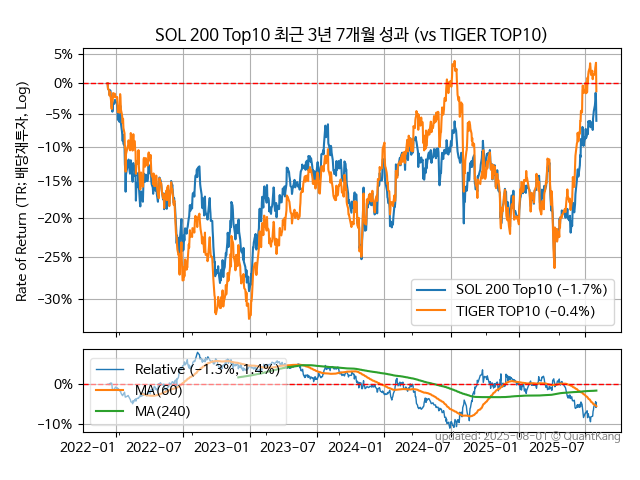 SOL 200 Top10 최근 3년 7개월 성과 (vs TIGER TOP10)
Rate of Return (TR: 배당재투자, Log)
5%
0%
−5%
−10%
−15%
−20%
−25%
−30%
SOL 200 Top10 (−1.7%)
TIGER TOP10 (−0.4%)
0%
−10%
Relative (−1.3%, 1.4%)
MA(60)
MA(240)
2022−01 2022−07 2023−01 2023−07 2024−01 2024−07 2025−01 2025−07
updated: 2025−08−01 © QuantKang